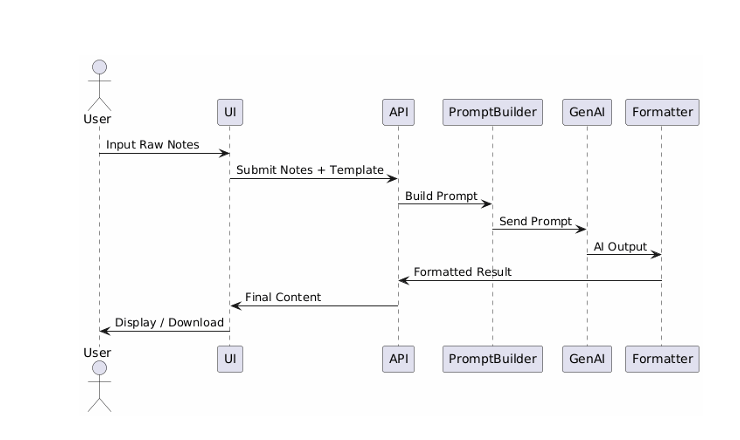 User
UI
API
PromptBuilder
GenAI
Formatter
Input Raw Notes
Submit Notes + Template
Build Prompt
Send Prompt
AI Output
Formatted Result
Final Content
Display / Download
User
UI
API
PromptBuilder
GenAI
Formatter